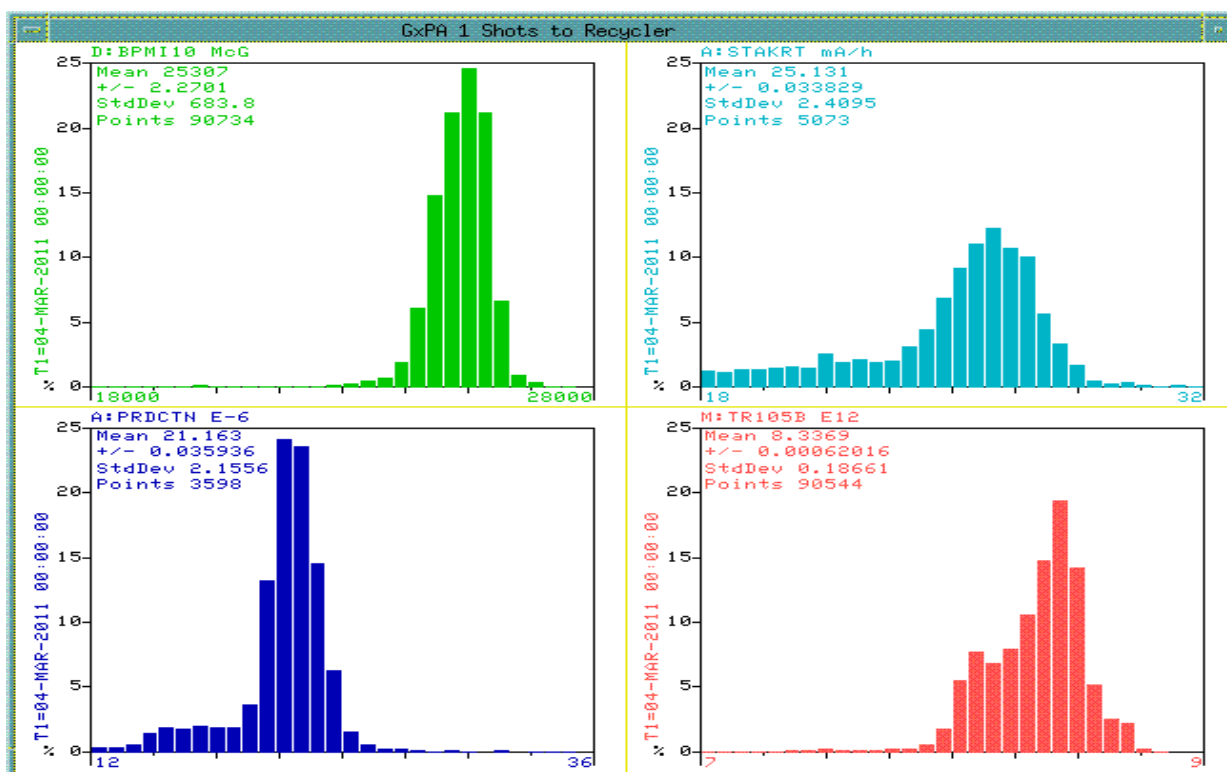 GxPA 1 Shots to Recycler
D:BPMI10 McG
Mean 25307
+/- 2.2701
StdDev 683.8
Points 90734
25
20
15
10
5
% 0
T1=04-MAR-2011 00:00:00
18000 28000
A:STAKRT mA/h
Mean 25.131
+/- 0.033829
StdDev 2.4095
Points 5073
25
20
15
10
5
% 0
T1=04-MAR-2011 00:00:00
18 32
A:PRDCTN E-6
Mean 21.163
+/- 0.035936
StdDev 2.1556
Points 3598
25
20
15
10
5
% 0
T1=04-MAR-2011 00:00:00
12 36
M:TR105B E12
Mean 8.3369
+/- 0.00062016
StdDev 0.18661
Points 90544
25
20
15
10
5
% 0
T1=04-MAR-2011 00:00:00
7 9